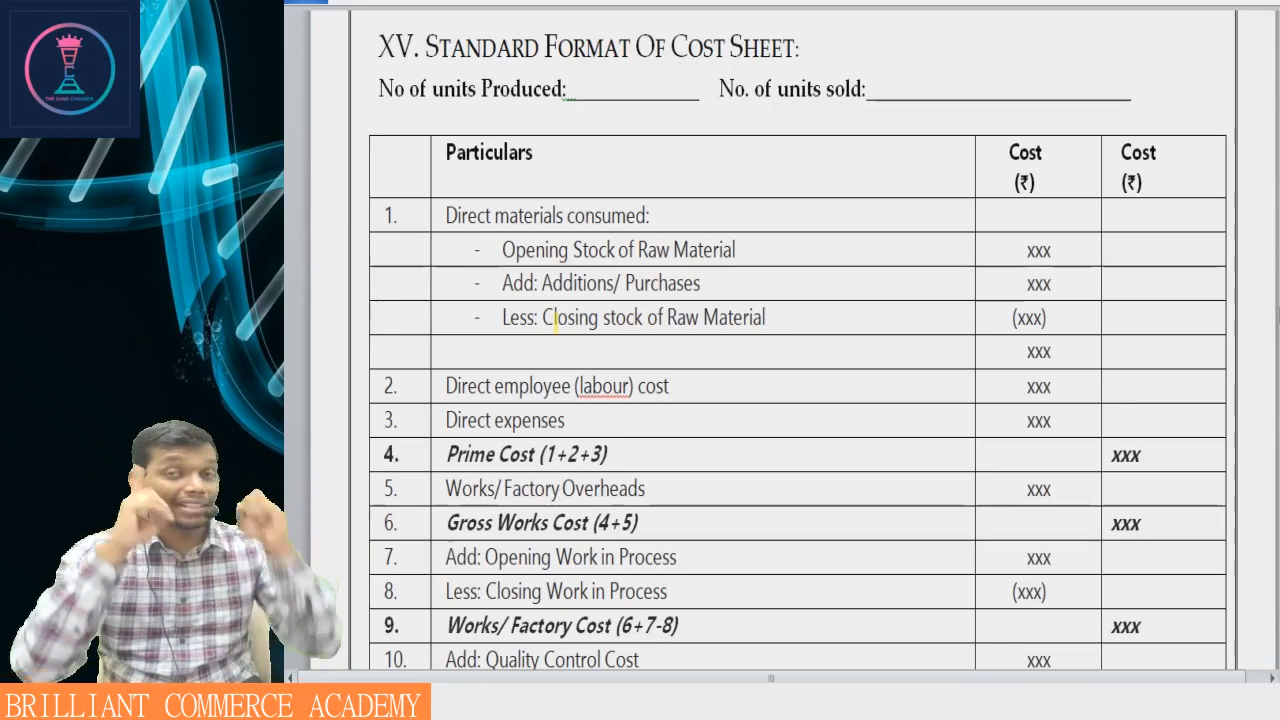 THE GAME CHANGER
XV. STANDARD FORMAT OF COST SHEET:
No of units Produced:____________ No. of units sold:______________________
Particulars Cost (₹) Cost (₹)
1. Direct materials consumed:
- Opening Stock of Raw Material xxx
- Add: Additions/ Purchases xxx
- Less: Closing stock of Raw Material (xxx)
xxx
2. Direct employee (labour) cost xxx
3. Direct expenses xxx
4. Prime Cost (1+2+3) xxx
5. Works/ Factory Overheads xxx
6. Gross Works Cost (4+5) xxx
7. Add: Opening Work in Process xxx
8. Less: Closing Work in Process (xxx)
9. Works/ Factory Cost (6+7-8) xxx
10. Add: Quality Control Cost xxx
BRILLIANT COMMERCE ACADEMY